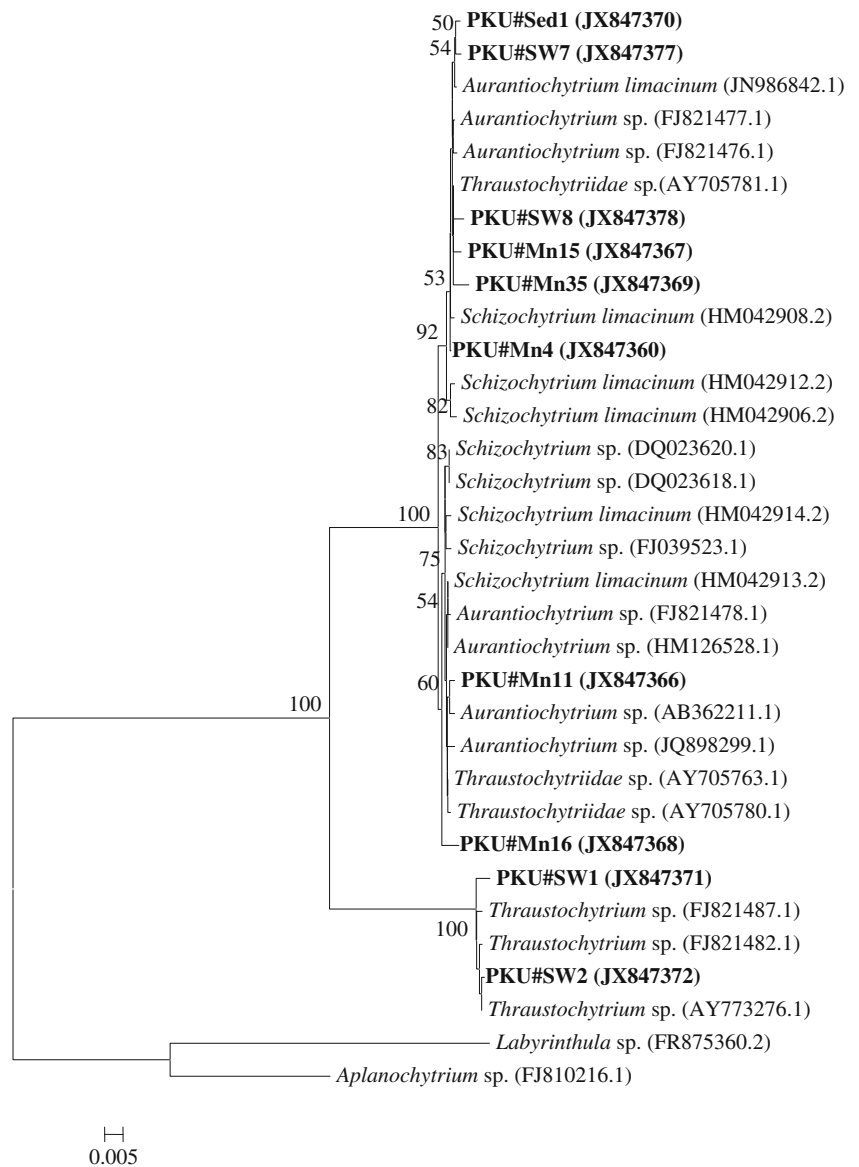 50
PKU#Sed1 (JX847370)
54
PKU#SW7 (JX847377)
Aurantiochytrium limacinum (JN986842.1)
Aurantiochytrium sp. (FJ821477.1)
Aurantiochytrium sp. (FJ821476.1)
Thraustochytriidae sp.(AY705781.1)
PKU#SW8 (JX847378)
PKU#Mn15 (JX847367)
53
PKU#Mn35 (JX847369)
Schizochytrium limacinum (HM042908.2)
92
PKU#Mn4 (JX847360)
Schizochytrium limacinum (HM042912.2)
82
Schizochytrium limacinum (HM042906.2)
83
Schizochytrium sp. (DQ023620.1)
Schizochytrium sp. (DQ023618.1)
100
Schizochytrium limacinum (HM042914.2)
Schizochytrium sp. (FJ039523.1)
75
Schizochytrium limacinum (HM042913.2)
54
Aurantiochytrium sp. (FJ821478.1)
Aurantiochytrium sp. (HM126528.1)
60
PKU#Mn11 (JX847366)
100
Aurantiochytrium sp. (AB362211.1)
Aurantiochytrium sp. (JQ898299.1)
Thraustochytriidae sp. (AY705763.1)
Thraustochytriidae sp. (AY705780.1)
PKU#Mn16 (JX847368)
PKU#SW1 (JX847371)
Thraustochytrium sp. (FJ821487.1)
100
Thraustochytrium sp. (FJ821482.1)
PKU#SW2 (JX847372)
Thraustochytrium sp. (AY773276.1)
Labyrinthula sp. (FR875360.2)
Aplanochytrium sp. (FJ810216.1)
0.005